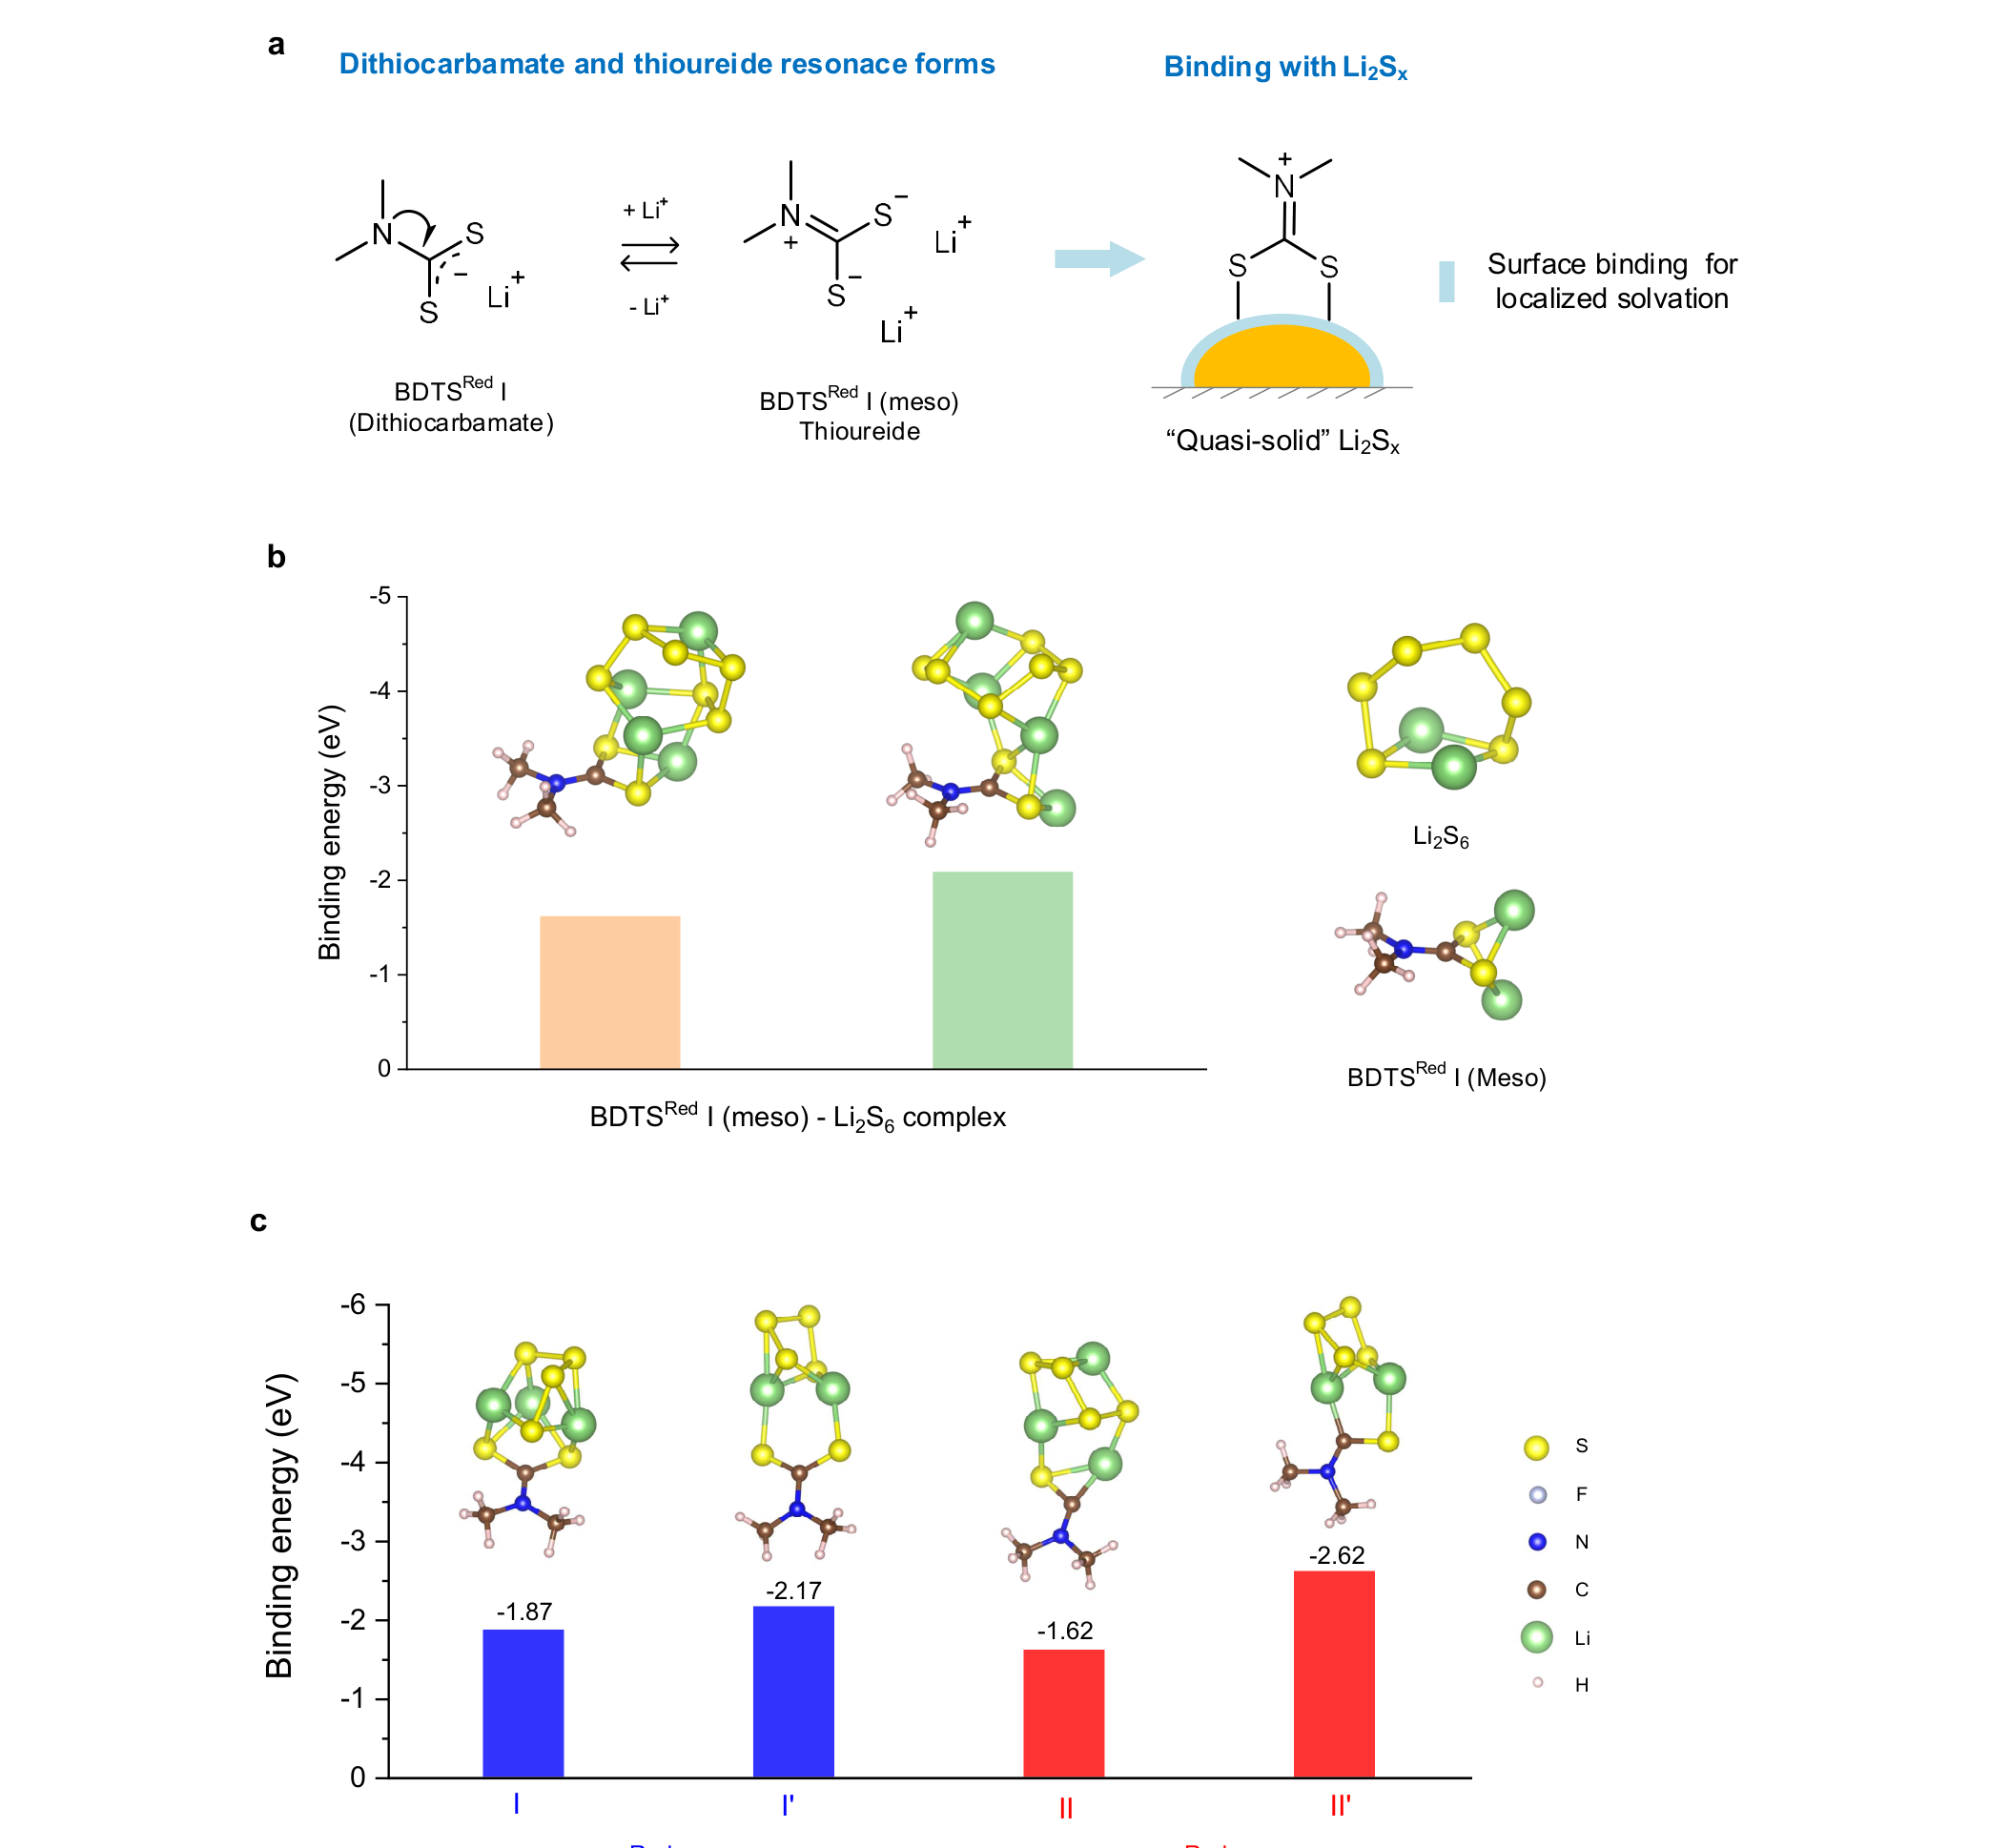 a
Dithiocarbamate and thioureide resonace forms
Binding with Li₂Sₓ
N
S
S
−
Li⁺
+ Li⁺
- Li⁺
N
+
S⁻
S⁻
Li⁺
Li⁺
+
N
S
S
Surface binding for
localized solvation
BDTSᴿᵉᵈ I
(Dithiocarbamate)
BDTSᴿᵉᵈ I (meso)
Thioureide
“Quasi-solid” Li₂Sₓ
b
Binding energy (eV)
-5
-4
-3
-2
-1
0
BDTSᴿᵉᵈ I (meso) - Li₂S₆ complex
Li₂S₆
BDTSᴿᵉᵈ I (Meso)
c
Binding energy (eV)
-6
-5
-4
-3
-2
-1
0
-1.87
-2.17
-1.62
-2.62
I
I'
II
II'
S
F
N
C
Li
H